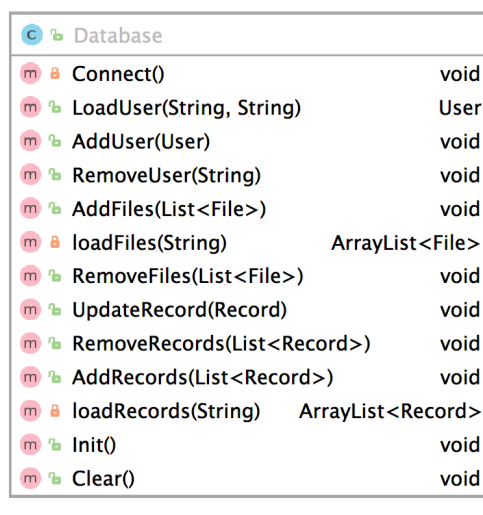 C Database
m Connect() void
m LoadUser(String, String) User
m AddUser(User) void
m RemoveUser(String) void
m AddFiles(List<File>) void
m loadFiles(String) ArrayList<File>
m RemoveFiles(List<File>) void
m UpdateRecord(Record) void
m RemoveRecords(List<Record>) void
m AddRecords(List<Record>) void
m loadRecords(String) ArrayList<Record>
m Init() void
m Clear() void